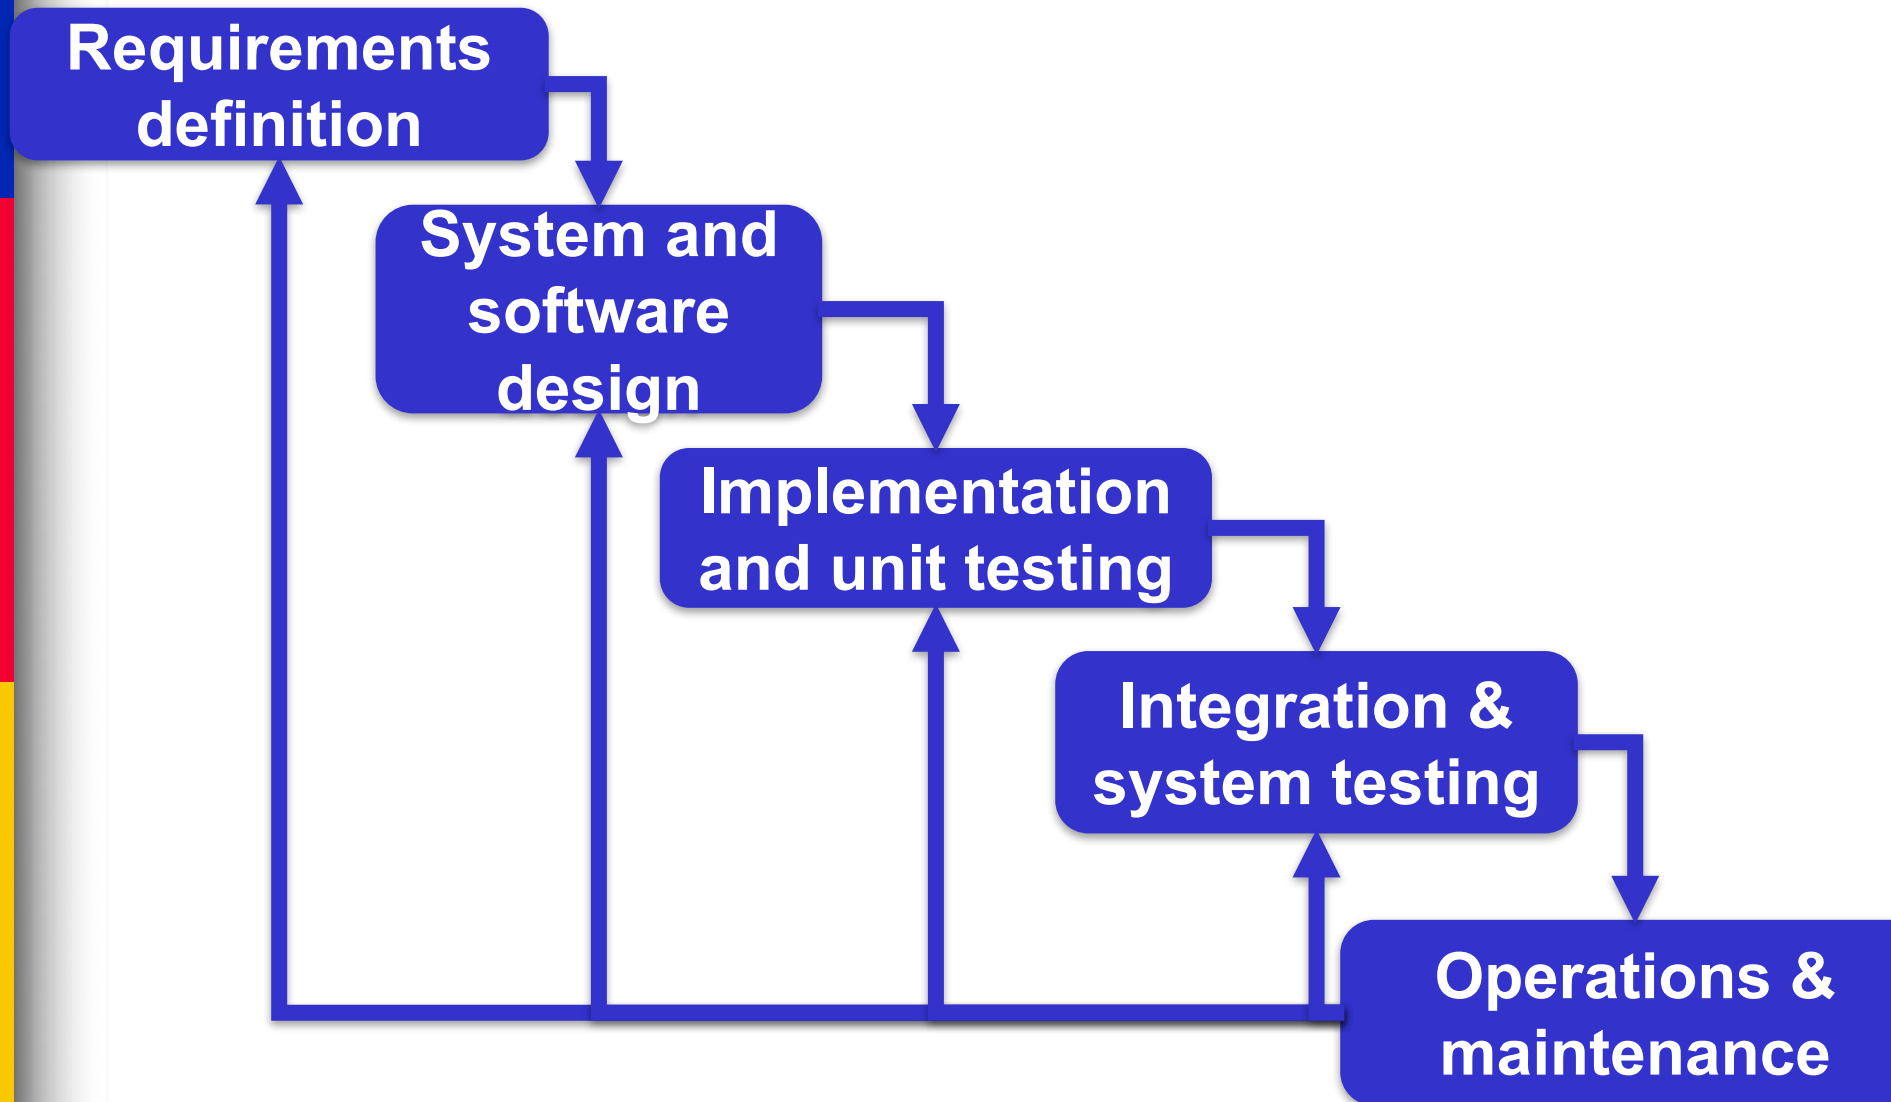 Requirements
definition
System and
software
design
Implementation
and unit testing
Integration &
system testing
Operations &
maintenance